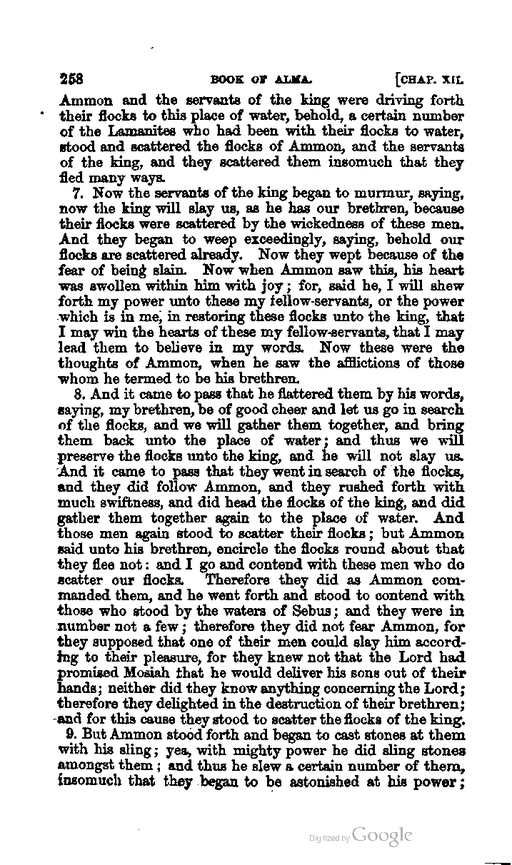 258 BOOK OF ALMA. [CHAP. XII.
Ammon and the servants of the king were driving forth
their flocks to this place of water, behold, a certain number
of the Lamanites who had been with their flocks to water,
stood and scattered the flocks of Ammon, and the servants
of the king, and they scattered them insomuch that they
fled many ways.
7. Now the servants of the king began to murmur, saying,
now the king will slay us, as he has our brethren, because
their flocks were scattered by the wickedness of these men.
And they began to weep exceedingly, saying, behold our
flocks are scattered already. Now they wept because of the
fear of being slain. Now when Ammon saw this, his heart
was swollen within him with joy; for, said he, I will shew
forth my power unto these my fellow-servants, or the power
which is in me, in restoring these flocks unto the king, that
I may win the hearts of these my fellow-servants, that I may
lead them to believe in my words. Now these were the
thoughts of Ammon, when he saw the afflictions of those
whom he termed to be his brethren.
8. And it came to pass that he flattered them by his words,
saying, my brethren, be of good cheer and let us go in search
of the flocks, and we will gather them together, and bring
them back unto the place of water; and thus we will
preserve the flocks unto the king, and he will not slay us.
And it came to pass that they went in search of the flocks,
and they did follow Ammon, and they rushed forth with
much swiftness, and did head the flocks of the king, and did
gather them together again to the place of water. And
those men again stood to scatter their flocks; but Ammon
said unto his brethren, encircle the flocks round about that
they flee not: and I go and contend with these men who do
scatter our flocks. Therefore they did as Ammon com-
manded them, and he went forth and stood to contend with
those who stood by the waters of Sebus; and they were in
number not a few; therefore they did not fear Ammon, for
they supposed that one of their men could slay him accord-
ing to their pleasure, for they knew not that the Lord had
promised Mosiah that he would deliver his sons out of their
hands; neither did they know anything concerning the Lord;
therefore they delighted in the destruction of their brethren;
and for this cause they stood to scatter the flocks of the king.
9. But Ammon stood forth and began to cast stones at them
with his sling; yea, with mighty power he did sling stones
amongst them; and thus he slew a certain number of them,
insomuch that they began to be astonished at his power;
Digitized by Google